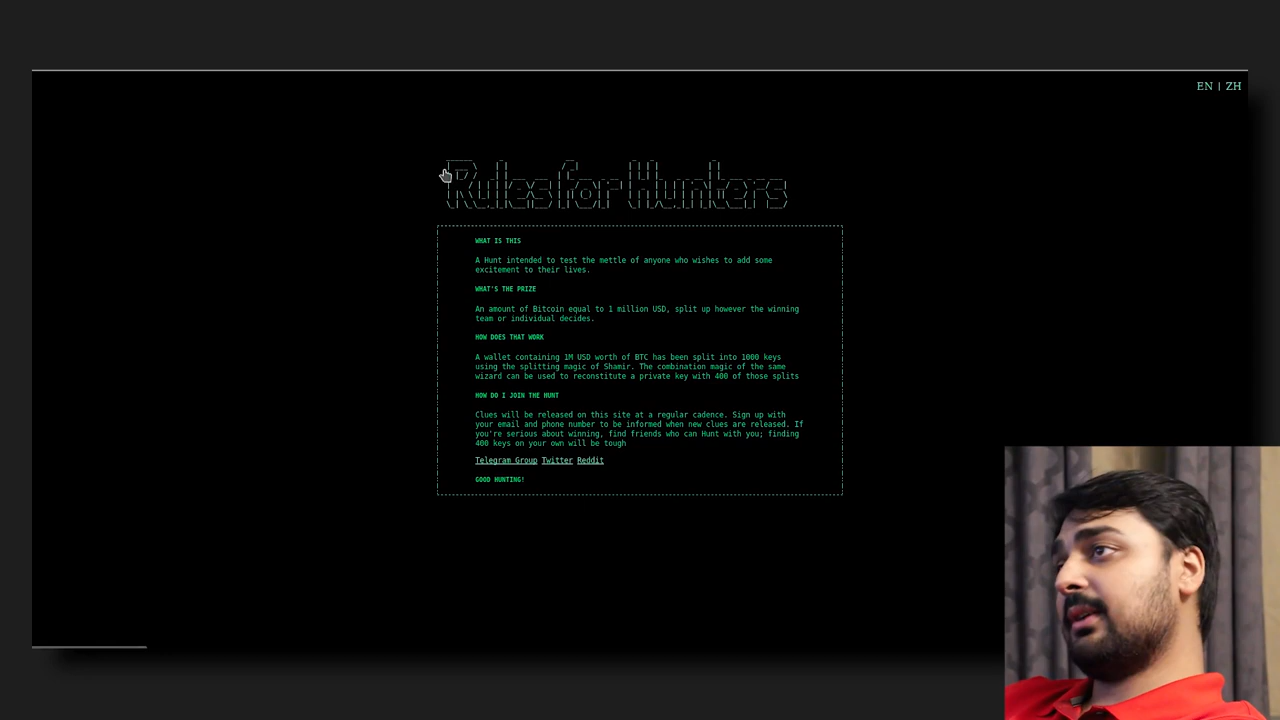 EN | ZH
Rules for Hunters
WHAT IS THIS
A Hunt intended to test the mettle of anyone who wishes to add some
excitement to their lives.
WHAT'S THE PRIZE
An amount of Bitcoin equal to 1 million USD, split up however the winning
team or individual decides.
HOW DOES THAT WORK
A wallet containing 1M USD worth of BTC has been split into 1000 keys
using the splitting magic of Shamir. The combination magic of the same
wizard can be used to reconstitute a private key with 400 of those splits
HOW DO I JOIN THE HUNT
Clues will be released on this site at a regular cadence. Sign up with
your email and phone number to be informed when new clues are released. If
you're serious about winning, find friends who can Hunt with you; finding
400 keys on your own will be tough
Telegram Group Twitter Reddit
GOOD HUNTING!